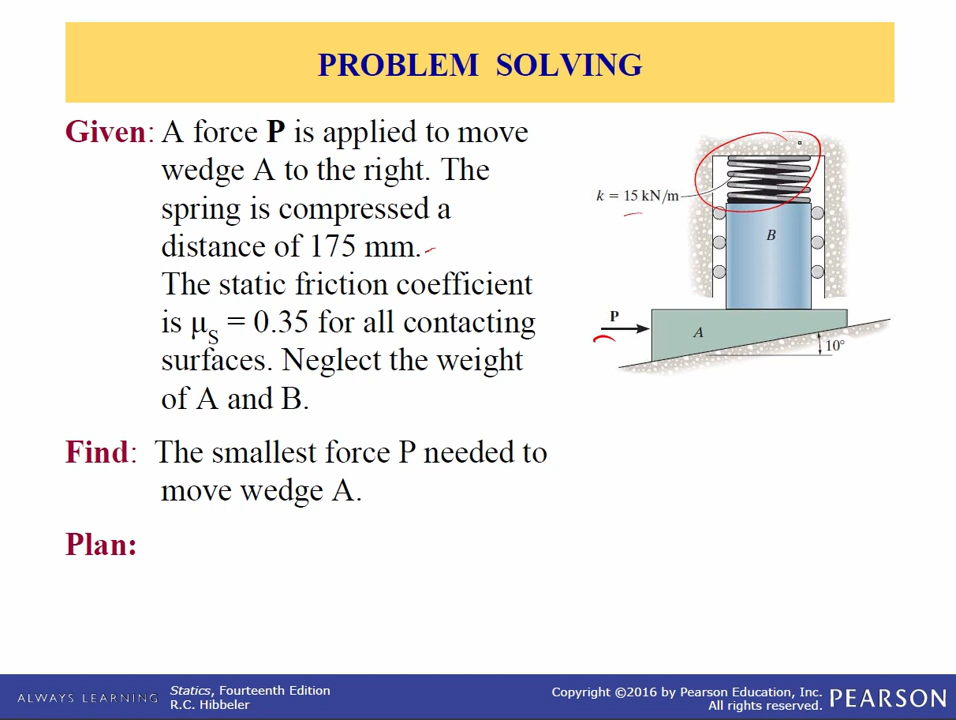 PROBLEM SOLVING
Given: A force P is applied to move
wedge A to the right. The
spring is compressed a
distance of 175 mm.
The static friction coefficient
is μS = 0.35 for all contacting
surfaces. Neglect the weight
of A and B.
Find: The smallest force P needed to
move wedge A.
Plan:
k = 15 kN/m
B
P
A
10°
ALWAYS LEARNING
Statics, Fourteenth Edition
R.C. Hibbeler
Copyright ©2016 by Pearson Education, Inc.
All rights reserved.
PEARSON